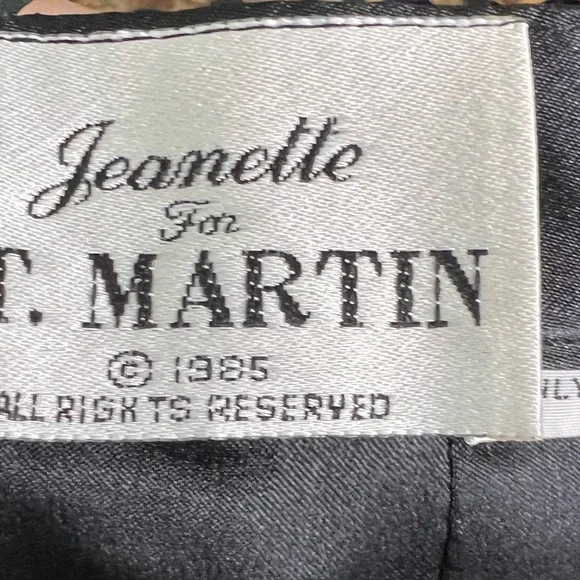 Jeanette
For
T. MARTIN
© 1985
ALL RIGHTS RESERVED